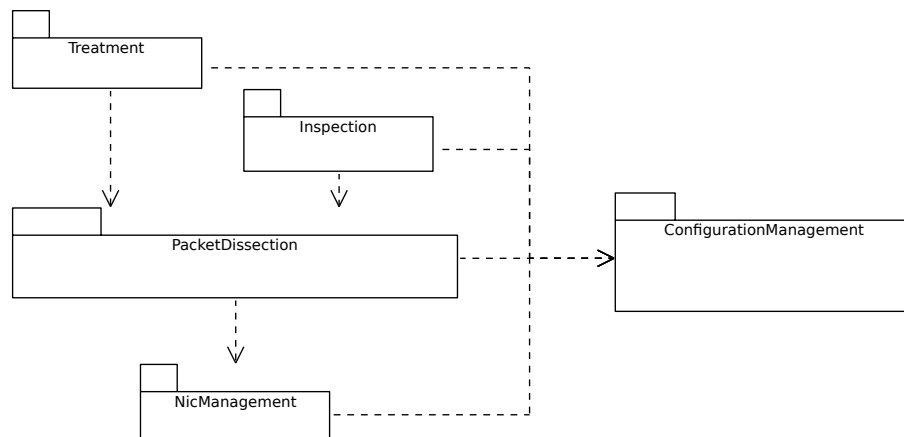 Treatment
Inspection
PacketDissection
ConfigurationManagement
NicManagement